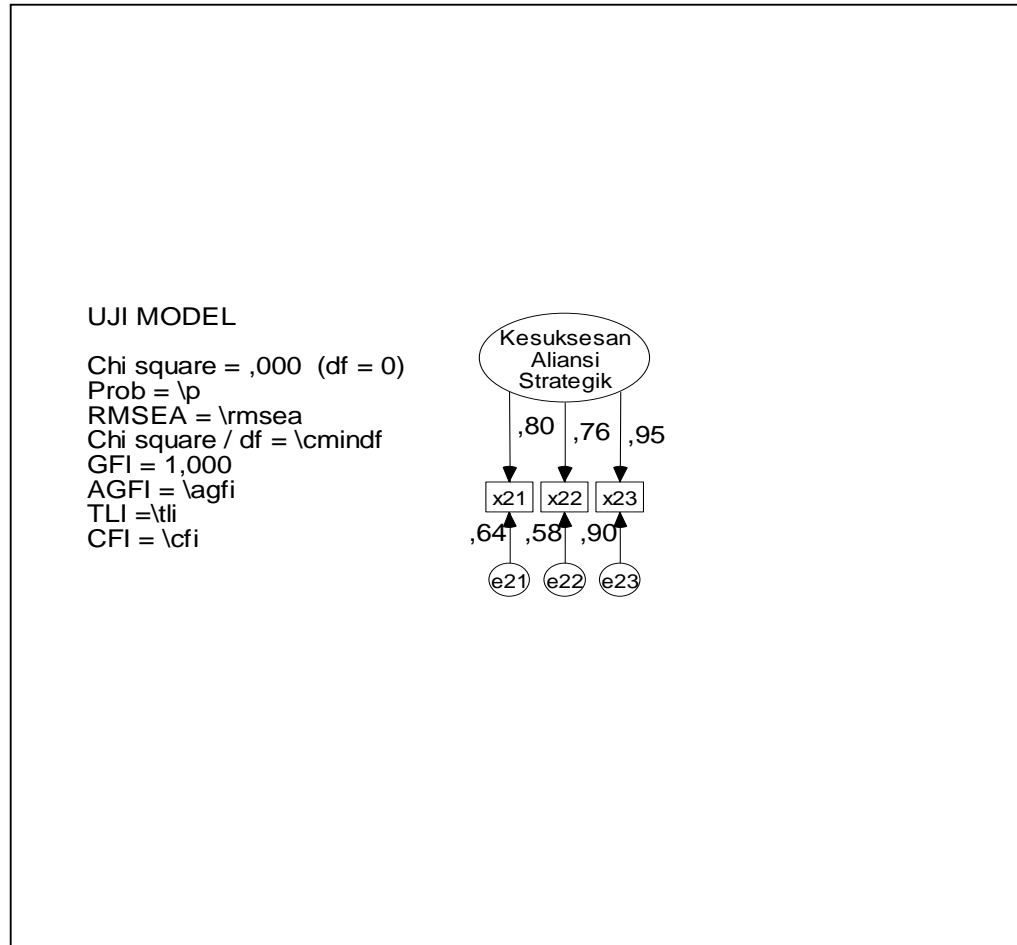 UJI MODEL
Chi square = ,000 (df = 0)
Prob = \p
RMSEA = \rmsea
Chi square / df = \cmindf
GFI = 1,000
AGFI = \agfi
TLI =\tli
CFI = \cfi
Kesuksesan
Aliansi
Strategik
,80 ,76 ,95
x21 x22 x23
,64 ,58 ,90
e21 e22 e23